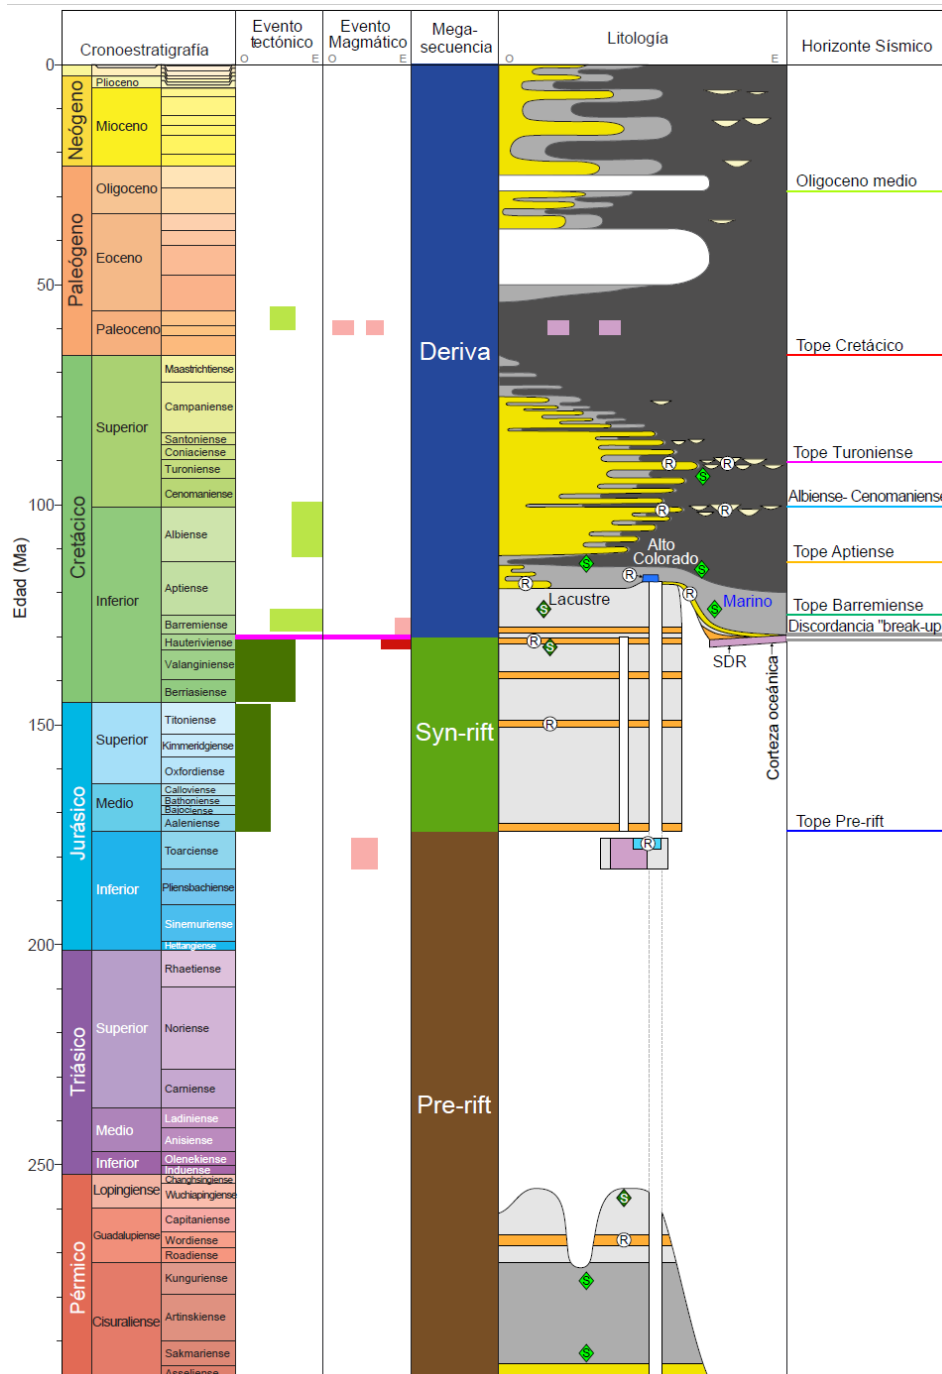 Cronoestratigrafía
Evento
tectónico
O E
Evento
Magmático
O E
Mega-
secuencia
Litología
O E
Horizonte Sísmico
Edad (Ma)
0
50
100
150
200
250
Neógeno
Plioceno
Mioceno
Paleógeno
Oligoceno
Eoceno
Paleoceno
Cretácico
Superior
Maastrichtiense
Campaniense
Santoniense
Coniaciense
Turoniense
Cenomaniense
Inferior
Albiense
Aptiense
Barremiense
Hauteriviense
Valanginiense
Berriasiense
Jurásico
Superior
Titoniense
Kimmeridgiense
Oxfordiense
Medio
Calloviense
Bathoniense
Bajociense
Aaleniense
Inferior
Toarciense
Pliensbachiense
Sinemuriense
Hettangiense
Triásico
Superior
Rhaetiense
Noriense
Carniense
Medio
Ladiniense
Anisiense
Inferior
Olenekiense
Induense
Pérmico
Lopingiense
Changhsingiense
Wuchiapingiense
Guadalupiense
Capitaniense
Wordiense
Roadiense
Cisuraliense
Kunguriense
Artinskiense
Sakmariense
Asseliense
Deriva
Syn-rift
Pre-rift
R R
S
R R
Alto
Colorado
S S
R R
R
Lacustre
S
Marino
S
R
S
SDR
Corteza oceánica
R
R
S
R
S
S
Oligoceno medio
Tope Cretácico
Tope Turoniense
Albiense- Cenomaniense
Tope Aptiense
Tope Barremiense
Discordancia "break-up
Tope Pre-rift